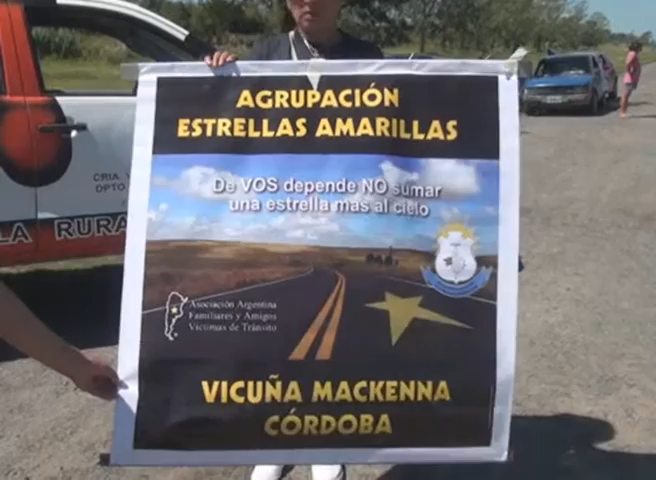 AGRUPACIÓN
ESTRELLAS AMARILLAS
De VOS depende NO sumar
una estrella mas al cielo
Asociación Argentina
Familiares y Amigos
Víctimas de Tránsito
VICUÑA MACKENNA
CÓRDOBA
CRIA.
DPTO
LA RURA